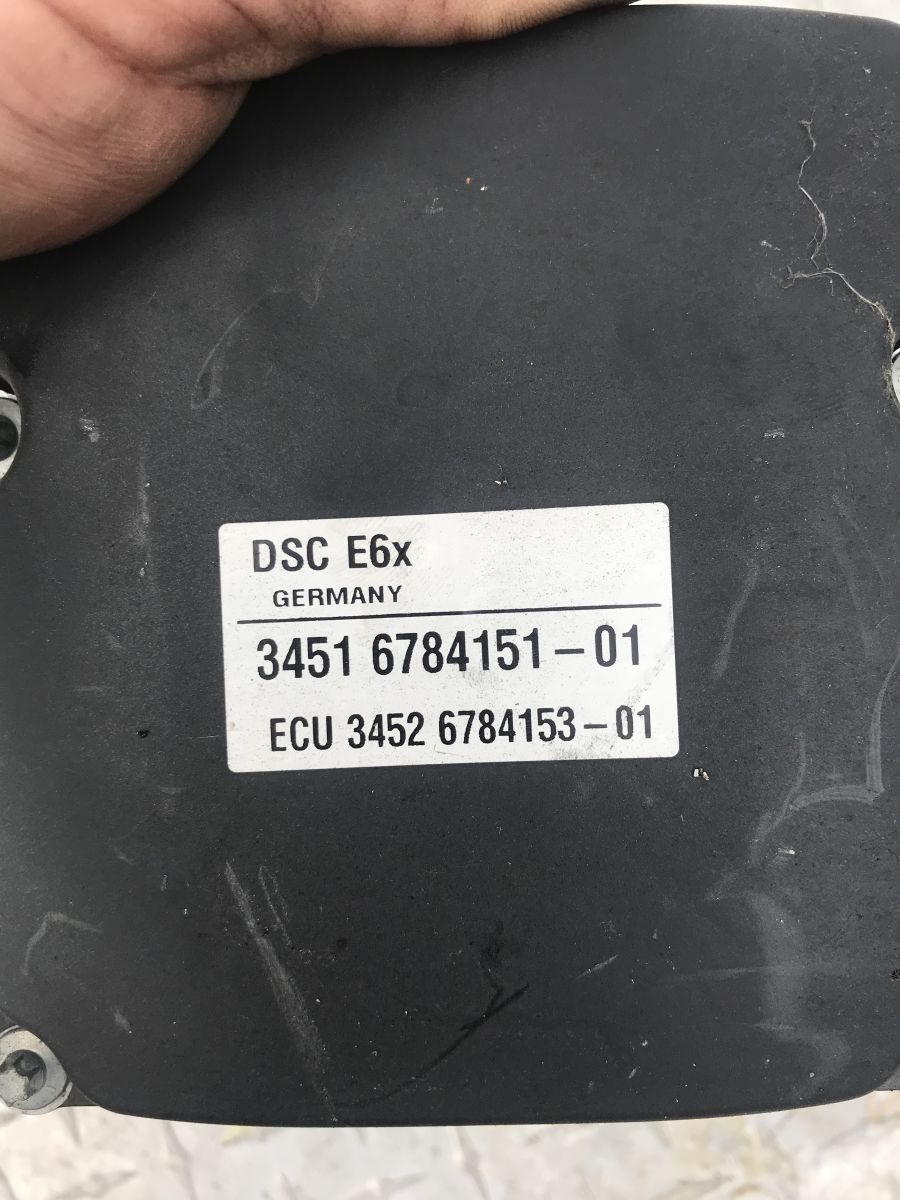 DSC E6x
GERMANY
3451 6784151-01
ECU 3452 6784153-01